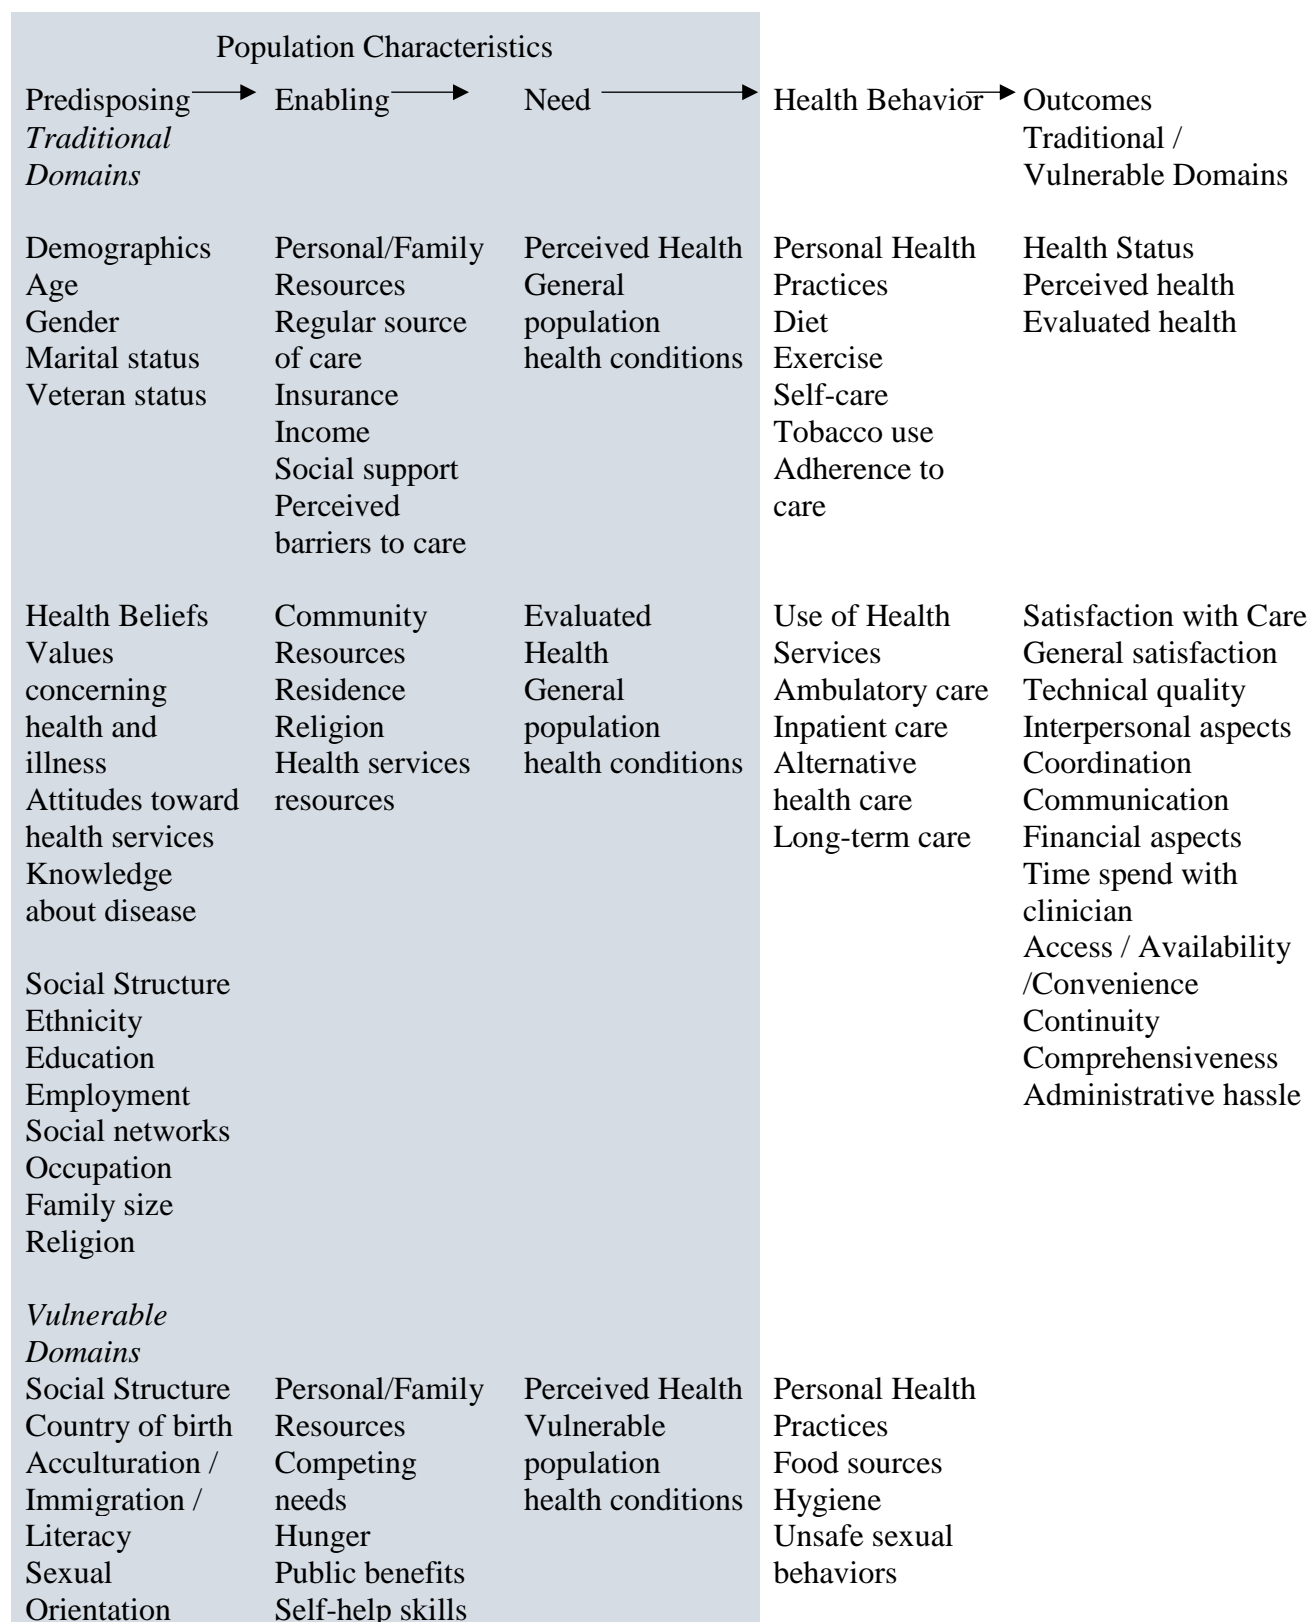 Population Characteristics
Predisposing
Traditional
Domains
Enabling
Need
Health Behavior
Outcomes
Traditional /
Vulnerable Domains
Demographics
Age
Gender
Marital status
Veteran status
Personal/Family
Resources
Regular source
of care
Insurance
Income
Social support
Perceived
barriers to care
Perceived Health
General
population
health conditions
Personal Health
Practices
Diet
Exercise
Self-care
Tobacco use
Adherence to
care
Health Status
Perceived health
Evaluated health
Health Beliefs
Values
concerning
health and
illness
Attitudes toward
health services
Knowledge
about disease
Community
Resources
Residence
Religion
Health services
resources
Evaluated
Health
General
population
health conditions
Use of Health
Services
Ambulatory care
Inpatient care
Alternative
health care
Long-term care
Satisfaction with Care
General satisfaction
Technical quality
Interpersonal aspects
Coordination
Communication
Financial aspects
Time spend with
clinician
Access / Availability
/Convenience
Continuity
Comprehensiveness
Administrative hassle
Social Structure
Ethnicity
Education
Employment
Social networks
Occupation
Family size
Religion
Vulnerable
Domains
Social Structure
Country of birth
Acculturation /
Immigration /
Literacy
Sexual
Orientation
Personal/Family
Resources
Competing
needs
Hunger
Public benefits
Self-help skills
Perceived Health
Vulnerable
population
health conditions
Personal Health
Practices
Food sources
Hygiene
Unsafe sexual
behaviors